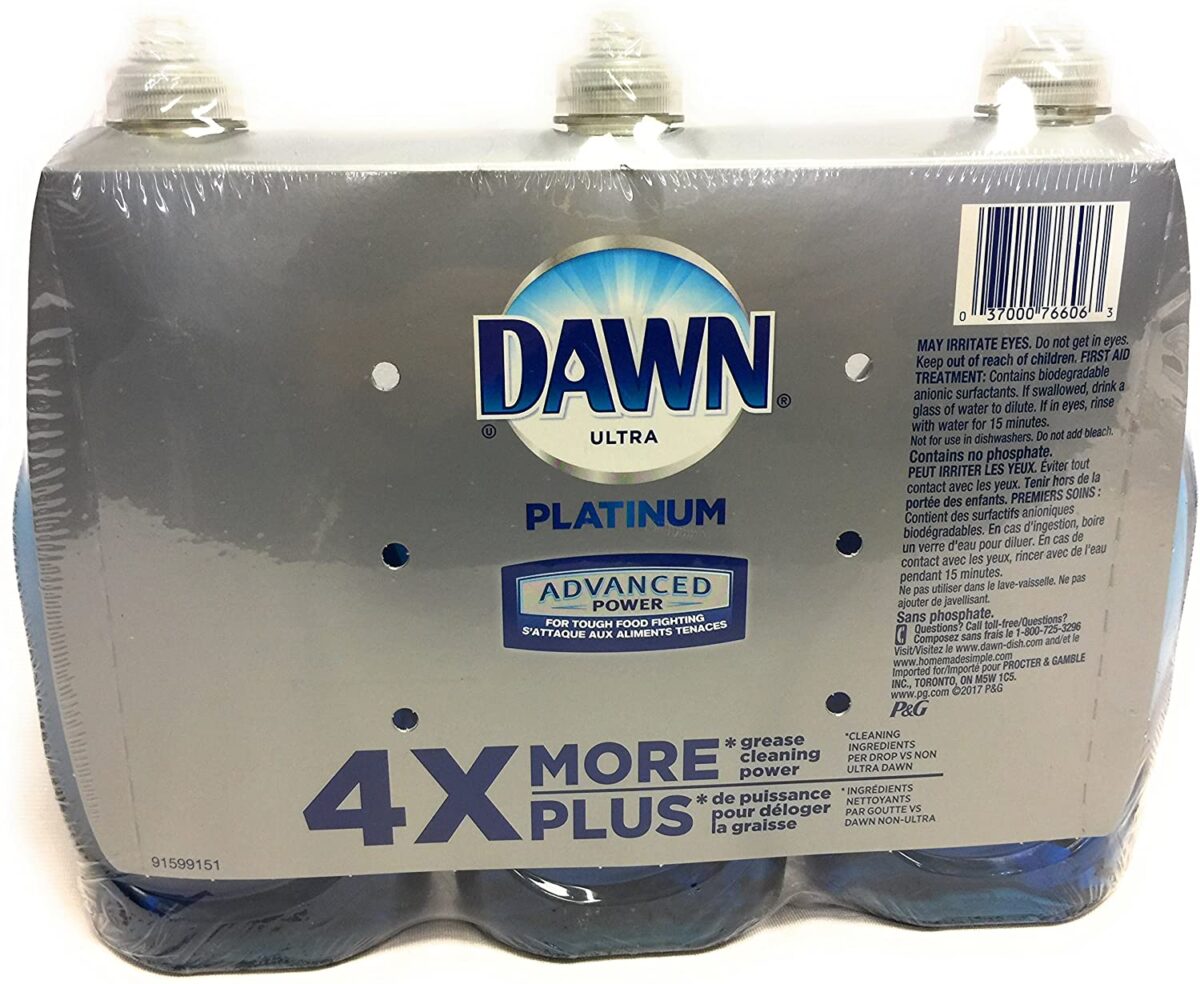 DAWN®
Ⓤ
ULTRA
PLATINUM
ADVANCED
POWER
FOR TOUGH FOOD FIGHTING
S'ATTAQUE AUX ALIMENTS TENACES
4X
MORE
* grease
cleaning
power
*CLEANING
INGREDIENTS
PER DROP VS NON
ULTRA DAWN
PLUS
* de puissance
pour déloger
la graisse
*INGRÉDIENTS
NETTOYANTS
PAR GOUTTE VS
DAWN NON-ULTRA
91599151
0 37000 76606 3
MAY IRRITATE EYES. Do not get in eyes.
Keep out of reach of children. FIRST AID
TREATMENT: Contains biodegradable
anionic surfactants. If swallowed, drink a
glass of water to dilute. If in eyes, rinse
with water for 15 minutes.
Not for use in dishwashers. Do not add bleach.
Contains no phosphate.
PEUT IRRITER LES YEUX. Éviter tout
contact avec les yeux. Tenir hors de la
portée des enfants. PREMIERS SOINS :
Contient des surfactifs anioniques
biodégradables. En cas d'ingestion, boire
un verre d'eau pour diluer. En cas de
contact avec les yeux, rincer avec de l'eau
pendant 15 minutes.
Ne pas utiliser dans le lave-vaisselle. Ne pas
ajouter de javellisant.
Sans phosphate.
Questions? Call toll-free/Questions?
Composez sans frais le 1-800-725-3296
Visit/Visitez le www.dawn-dish.com and/et le
www.homemadesimple.com
Imported for/Importé pour PROCTER & GAMBLE
INC., TORONTO, ON M5W 1C5.
www.pg.com ©2017 P&G
P&G